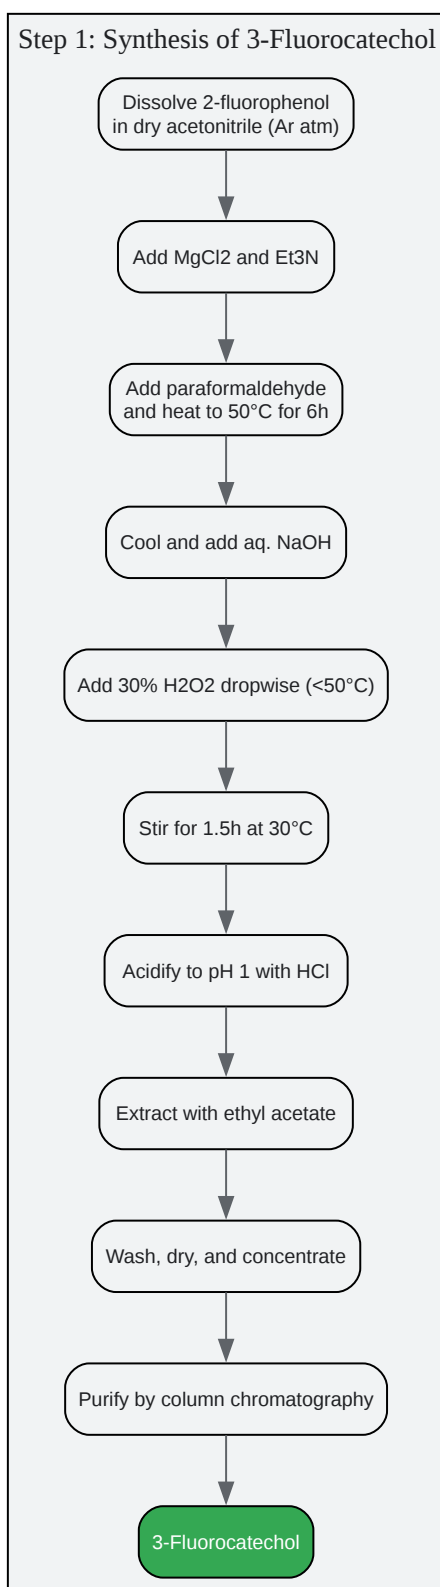 Step 1: Synthesis of 3-Fluorocatechol
Dissolve 2-fluorophenol
in dry acetonitrile (Ar atm)
Add MgCl2 and Et3N
Add paraformaldehyde
and heat to 50°C for 6h
Cool and add aq. NaOH
Add 30% H2O2 dropwise (<50°C)
Stir for 1.5h at 30°C
Acidify to pH 1 with HCl
Extract with ethyl acetate
Wash, dry, and concentrate
Purify by column chromatography
3-Fluorocatechol